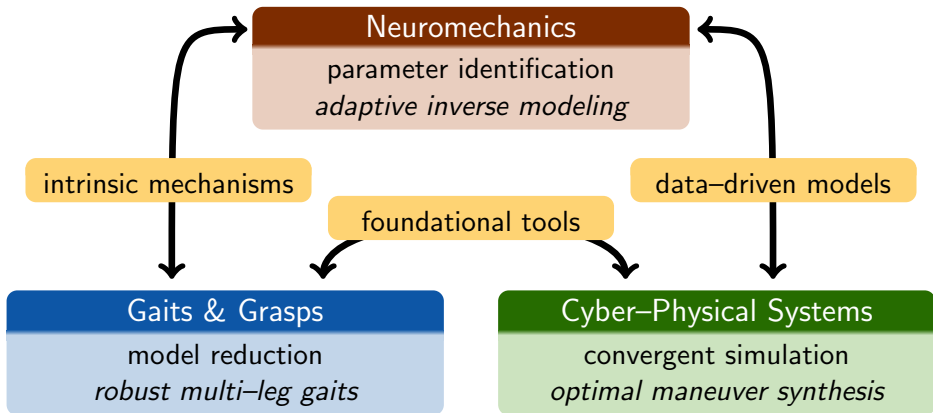 Neuromechanics
parameter identification
adaptive inverse modeling
intrinsic mechanisms
data–driven models
foundational tools
Gaits & Grasps
model reduction
robust multi–leg gaits
Cyber–Physical Systems
convergent simulation
optimal maneuver synthesis